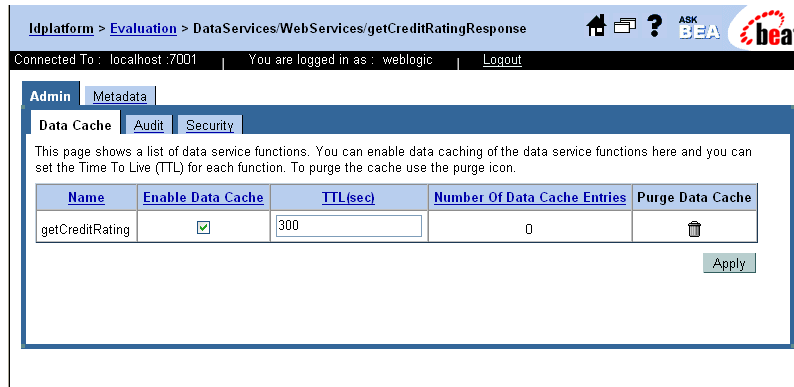 ldplatform > Evaluation > DataServices/WebServices/getCreditRatingResponse
? ASK BEA bea
Connected To : localhost :7001 | You are logged in as : weblogic | Logout
Admin Metadata
Data Cache Audit Security
This page shows a list of data service functions. You can enable data caching of the data service functions here and you can
set the Time To Live (TTL) for each function. To purge the cache use the purge icon.
Name Enable Data Cache TTL(sec) Number Of Data Cache Entries Purge Data Cache
getCreditRating 300 0
Apply